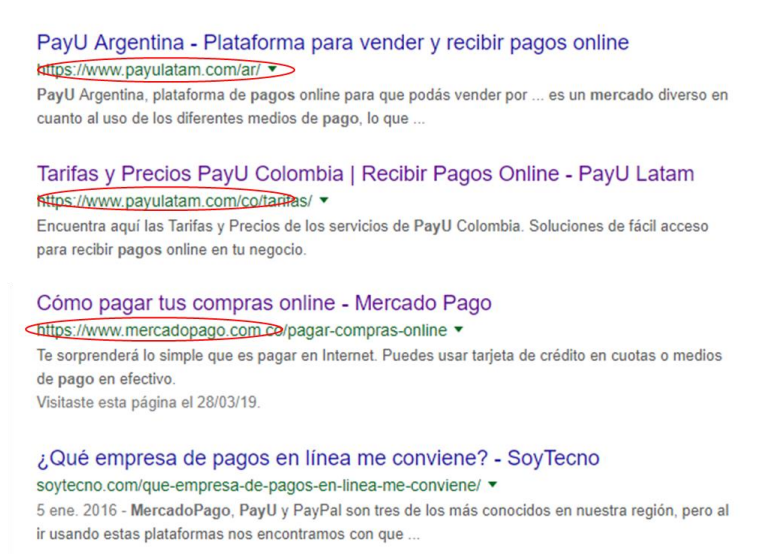 PayU Argentina - Plataforma para vender y recibir pagos online
https://www.payulatam.com/ar/
PayU Argentina, plataforma de pagos online para que podás vender por ... es un mercado diverso en
cuanto al uso de los diferentes medios de pago, lo que ...
Tarifas y Precios PayU Colombia | Recibir Pagos Online - PayU Latam
https://www.payulatam.com/co/tarifas/
Encuentra aquí las Tarifas y Precios de los servicios de PayU Colombia. Soluciones de fácil acceso
para recibir pagos online en tu negocio.
Cómo pagar tus compras online - Mercado Pago
https://www.mercadopago.com.co/pagar-compras-online
Te sorprenderá lo simple que es pagar en Internet. Puedes usar tarjeta de crédito en cuotas o medios
de pago en efectivo.
Visitaste esta página el 28/03/19.
¿Qué empresa de pagos en línea me conviene? - SoyTecno
soytecno.com/que-empresa-de-pagos-en-linea-me-conviene/
5 ene. 2016 - MercadoPago, PayU y PayPal son tres de los más conocidos en nuestra región, pero al
ir usando estas plataformas nos encontramos con que ...